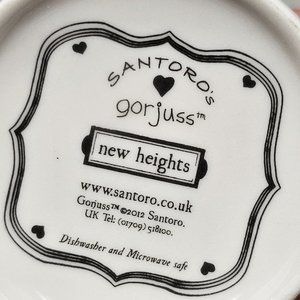 SANTORO's
gorjuss™
new heights
www.santoro.co.uk
Gorjuss™©2012 Santoro.
UK Tel: (01709) 518100.
Dishwasher and Microwave safe